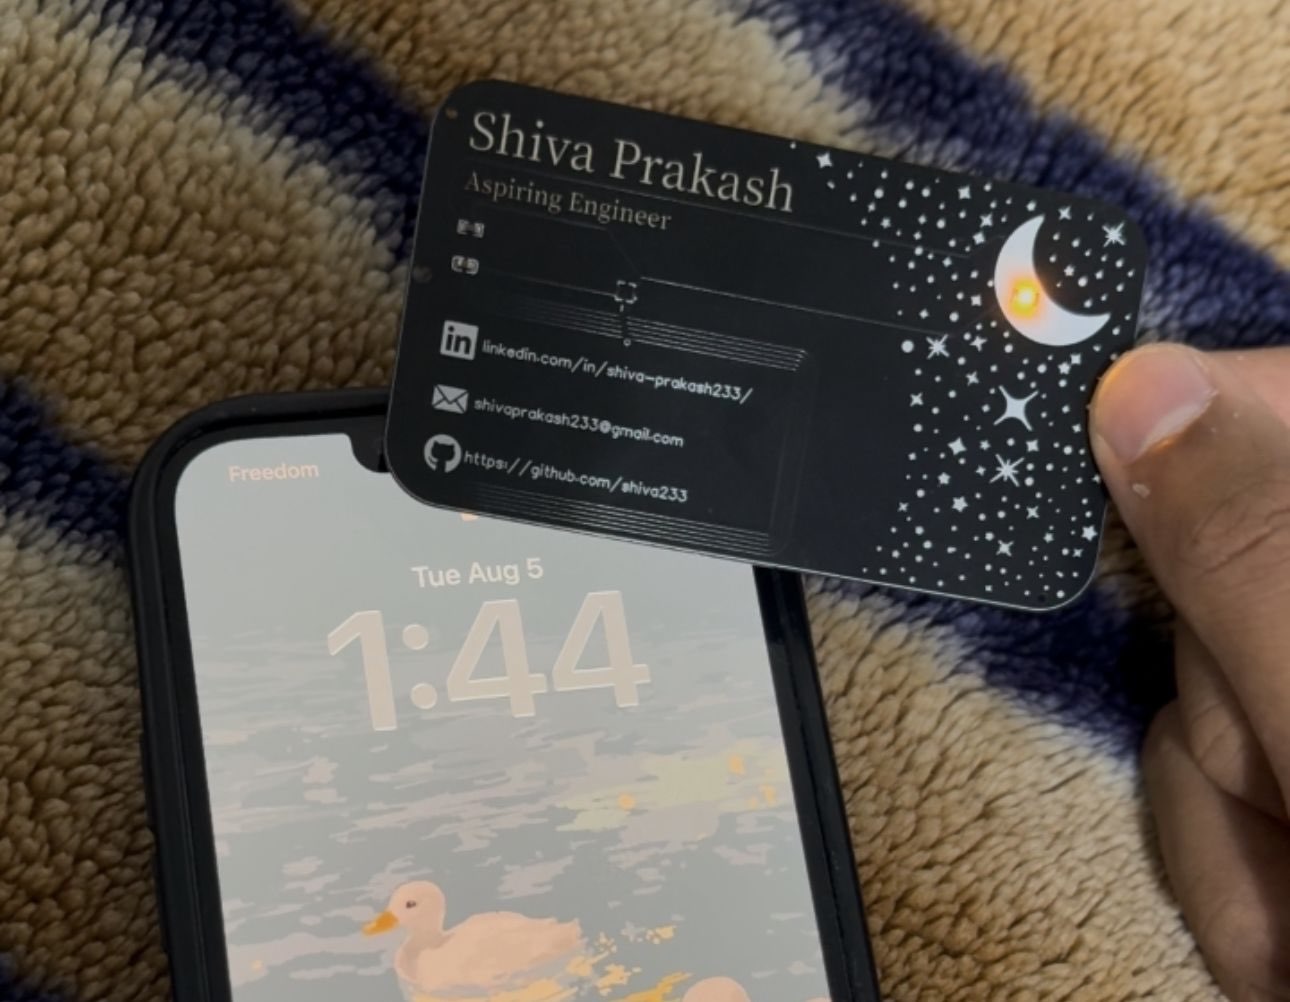 Shiva Prakash
Aspiring Engineer
in linkedin.com/in/shiva-prakash233/
shivaprakash233@gmail.com
https://github.com/shiva233
Freedom
Tue Aug 5
1:44